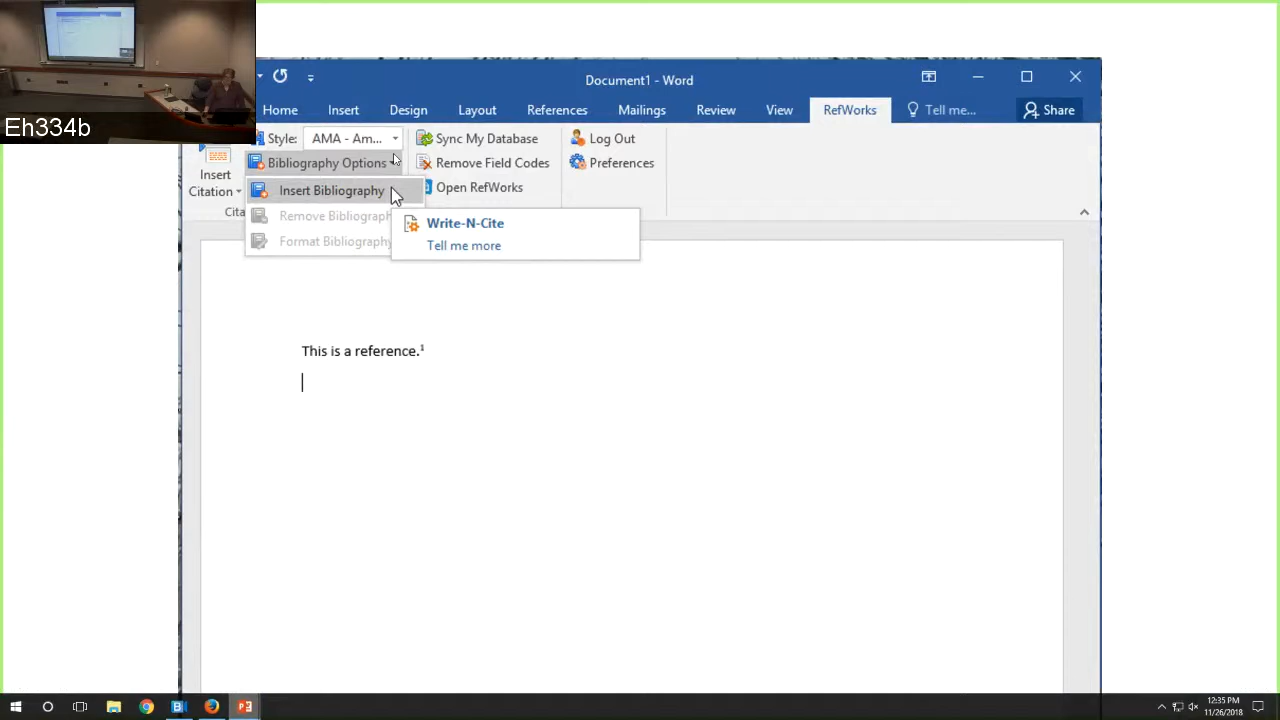 Eh334b
Document1 - Word
Home Insert Design Layout References Mailings Review View RefWorks Tell me... Share
Style: AMA - Am...
Sync My Database
Log Out
Bibliography Options
Remove Field Codes
Preferences
Insert
Citation
Insert Bibliography
Open RefWorks
Cita
Remove Bibliograph
Format Bibliography
Write-N-Cite
Tell me more
This is a reference.¹
12:35 PM
11/26/2018